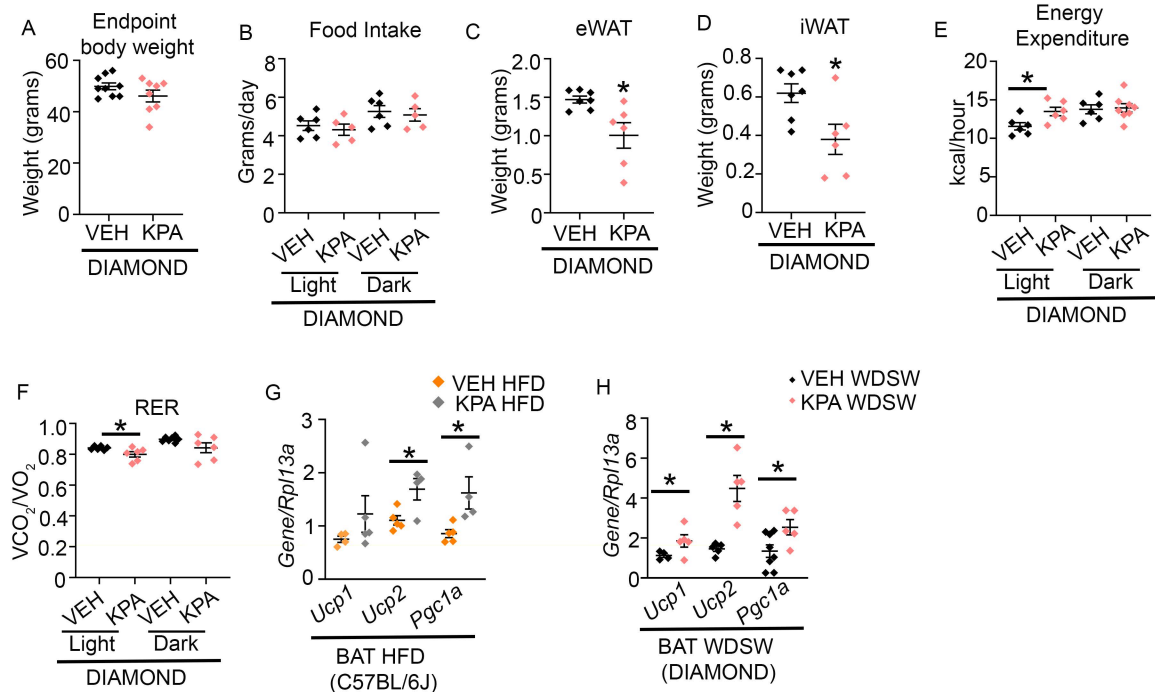 A
Endpoint
body weight
Weight (grams)
60
40
20
0
VEH KPA
DIAMOND
B
Food Intake
Grams/day
8
6
4
2
0
VEH
KPA
VEH
KPA
Light
Dark
DIAMOND
C
eWAT
Weight (grams)
2.0
1.5
1.0
0.5
0.0
*
VEH KPA
DIAMOND
D
iWAT
Weight (grams)
0.8
0.6
0.4
0.2
0
*
VEH KPA
DIAMOND
E
Energy
Expenditure
kcal/hour
20
15
10
5
0
*
VEH
KPA
VEH
KPA
Light
Dark
DIAMOND
F
RER
VCO2/VO2
1.0
0.8
0.6
0.4
0.2
0
*
VEH
KPA
VEH
KPA
Light
Dark
DIAMOND
G
VEH HFD
KPA HFD
Gene/Rpl13a
3
2
1
0
*
*
Ucp1
Ucp2
Pgc1a
BAT HFD
(C57BL/6J)
H
VEH WDSW
KPA WDSW
Gene/Rpl13a
8
6
4
2
0
*
*
*
Ucp1
Ucp2
Pgc1a
BAT WDSW
(DIAMOND)